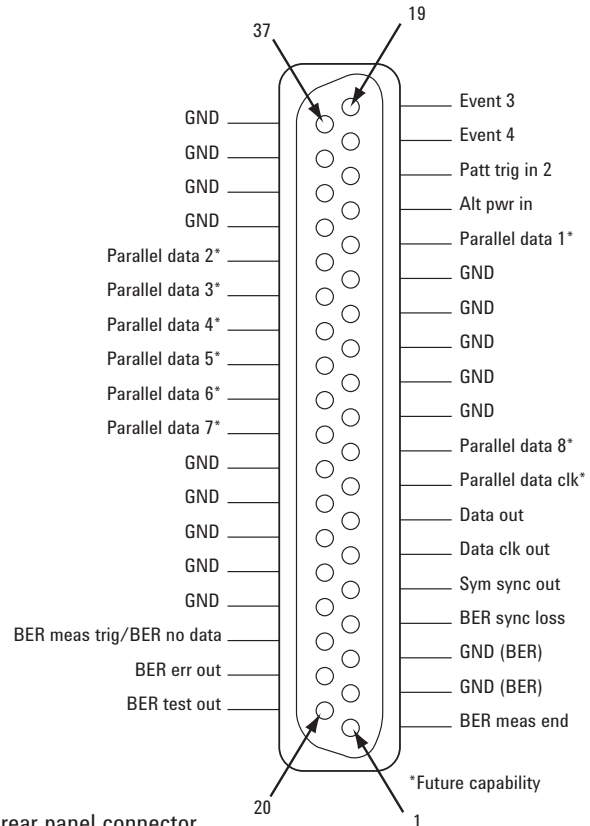 37
19
GND
GND
GND
GND
Parallel data 2*
Parallel data 3*
Parallel data 4*
Parallel data 5*
Parallel data 6*
Parallel data 7*
GND
GND
GND
GND
GND
BER meas trig/BER no data
BER err out
BER test out
Event 3
Event 4
Patt trig in 2
Alt pwr in
Parallel data 1*
GND
GND
GND
GND
GND
Parallel data 8*
Parallel data clk*
Data out
Data clk out
Sym sync out
BER sync loss
GND (BER)
GND (BER)
BER meas end
*Future capability
20
1
rear panel connector